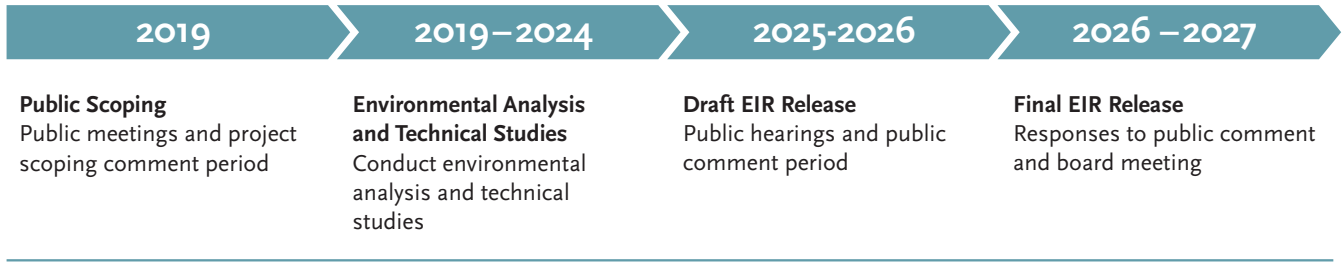 2019
2019–2024
2025-2026
2026 –2027
Public Scoping
Public meetings and project
scoping comment period
Environmental Analysis
and Technical Studies
Conduct environmental
analysis and technical
studies
Draft EIR Release
Public hearings and public
comment period
Final EIR Release
Responses to public comment
and board meeting